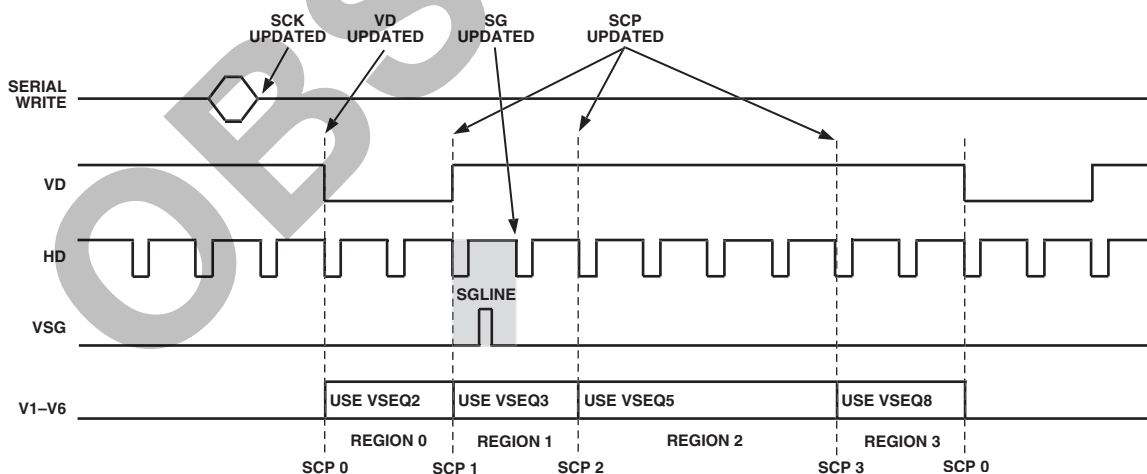 SCK
UPDATED
VD
UPDATED
SG
UPDATED
SCP
UPDATED
SERIAL
WRITE
VD
HD
SGLINE
VSG
V1–V6
USE VSEQ2
USE VSEQ3
USE VSEQ5
USE VSEQ8
REGION 0
REGION 1
REGION 2
REGION 3
SCP 0
SCP 1
SCP 2
SCP 3
SCP 0
OBS